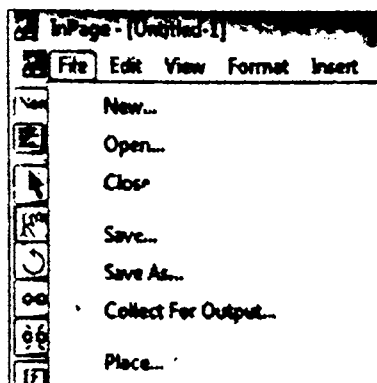 InPage - [Untitled-1]
File Edit View Format Insert
New...
Open...
Close
Save...
Save As...
Collect For Output...
Place...